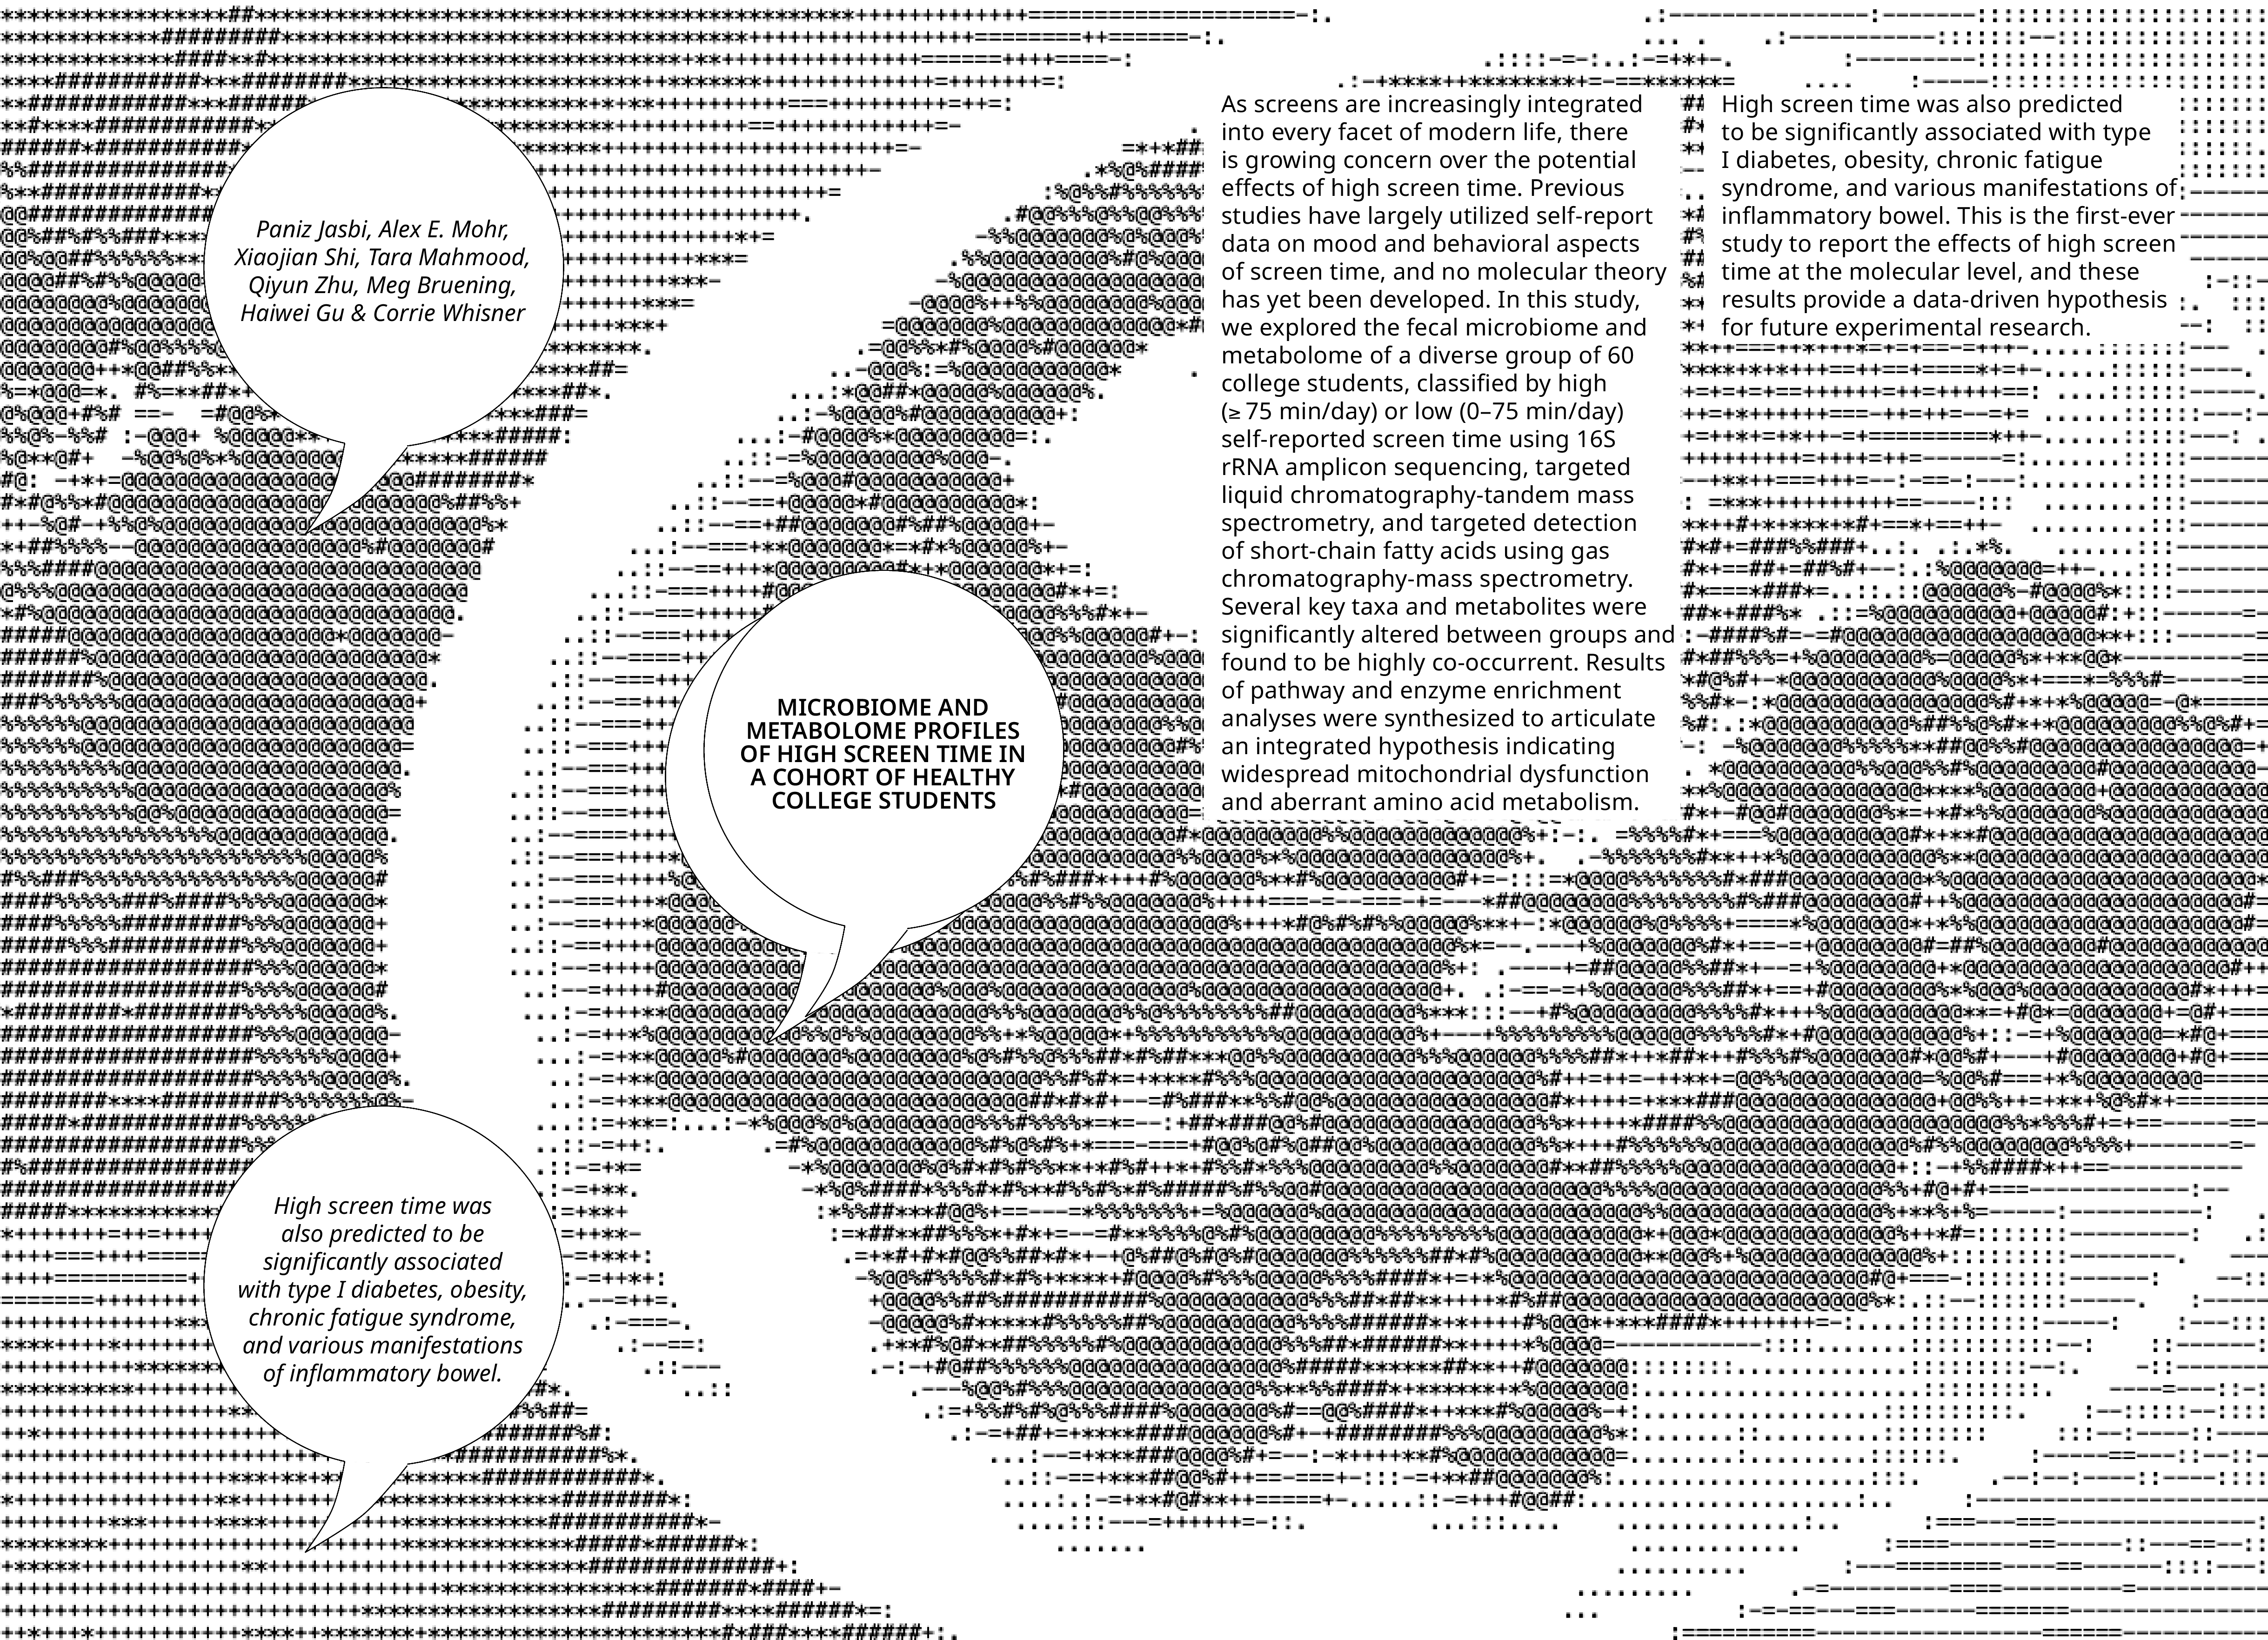 Paniz Jasbi, Alex E. Mohr,
Xiaojian Shi, Tara Mahmood,
Qiyun Zhu, Meg Bruening,
Haiwei Gu & Corrie Whisner
MICROBIOME AND
METABOLOME PROFILES
OF HIGH SCREEN TIME IN
A COHORT OF HEALTHY
COLLEGE STUDENTS
High screen time was
also predicted to be
significantly associated
with type I diabetes, obesity,
chronic fatigue syndrome,
and various manifestations
of inflammatory bowel.
As screens are increasingly integrated
into every facet of modern life, there
is growing concern over the potential
effects of high screen time. Previous
studies have largely utilized self-report
data on mood and behavioral aspects
of screen time, and no molecular theory
has yet been developed. In this study,
we explored the fecal microbiome and
metabolome of a diverse group of 60
college students, classified by high
(≥ 75 min/day) or low (0–75 min/day)
self-reported screen time using 16S
rRNA amplicon sequencing, targeted
liquid chromatography-tandem mass
spectrometry, and targeted detection
of short-chain fatty acids using gas
chromatography-mass spectrometry.
Several key taxa and metabolites were
significantly altered between groups and
found to be highly co-occurrent. Results
of pathway and enzyme enrichment
analyses were synthesized to articulate
an integrated hypothesis indicating
widespread mitochondrial dysfunction
and aberrant amino acid metabolism.
High screen time was also predicted
to be significantly associated with type
I diabetes, obesity, chronic fatigue
syndrome, and various manifestations of
inflammatory bowel. This is the first-ever
study to report the effects of high screen
time at the molecular level, and these
results provide a data-driven hypothesis
for future experimental research.